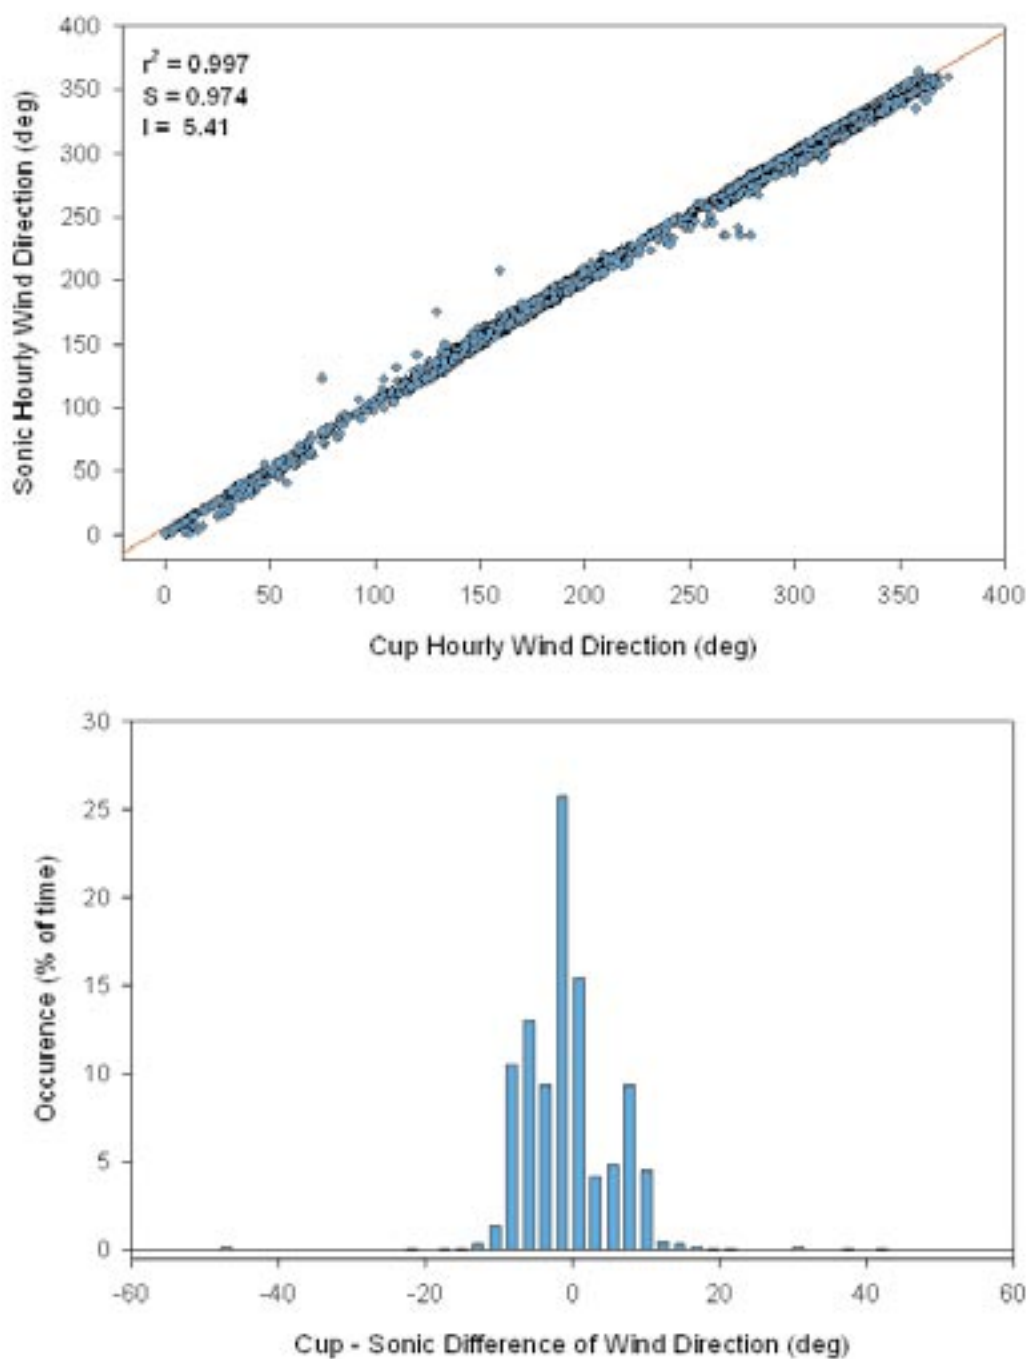 400
350
300
250
200
150
100
50
0
r² = 0.997
S = 0.974
I = 5.41
Sonic Hourly Wind Direction (deg)
0 50 100 150 200 250 300 350 400
Cup Hourly Wind Direction (deg)
30
25
20
15
10
5
0
Occurence (% of time)
-60 -40 -20 0 20 40 60
Cup - Sonic Difference of Wind Direction (deg)